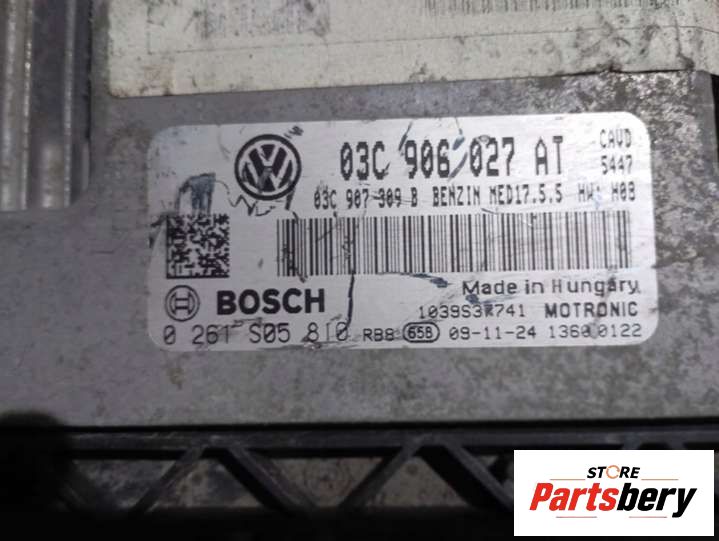 03C 906 027 AT CAVD
5447
03C 907 309 B BENZIN MED17.5.5 HW: H03
BOSCH
Made in Hungary
MOTRONIC
0 261 S05 810 RB8 65B 09-11-24 1360 0122
STORE
Partsbery